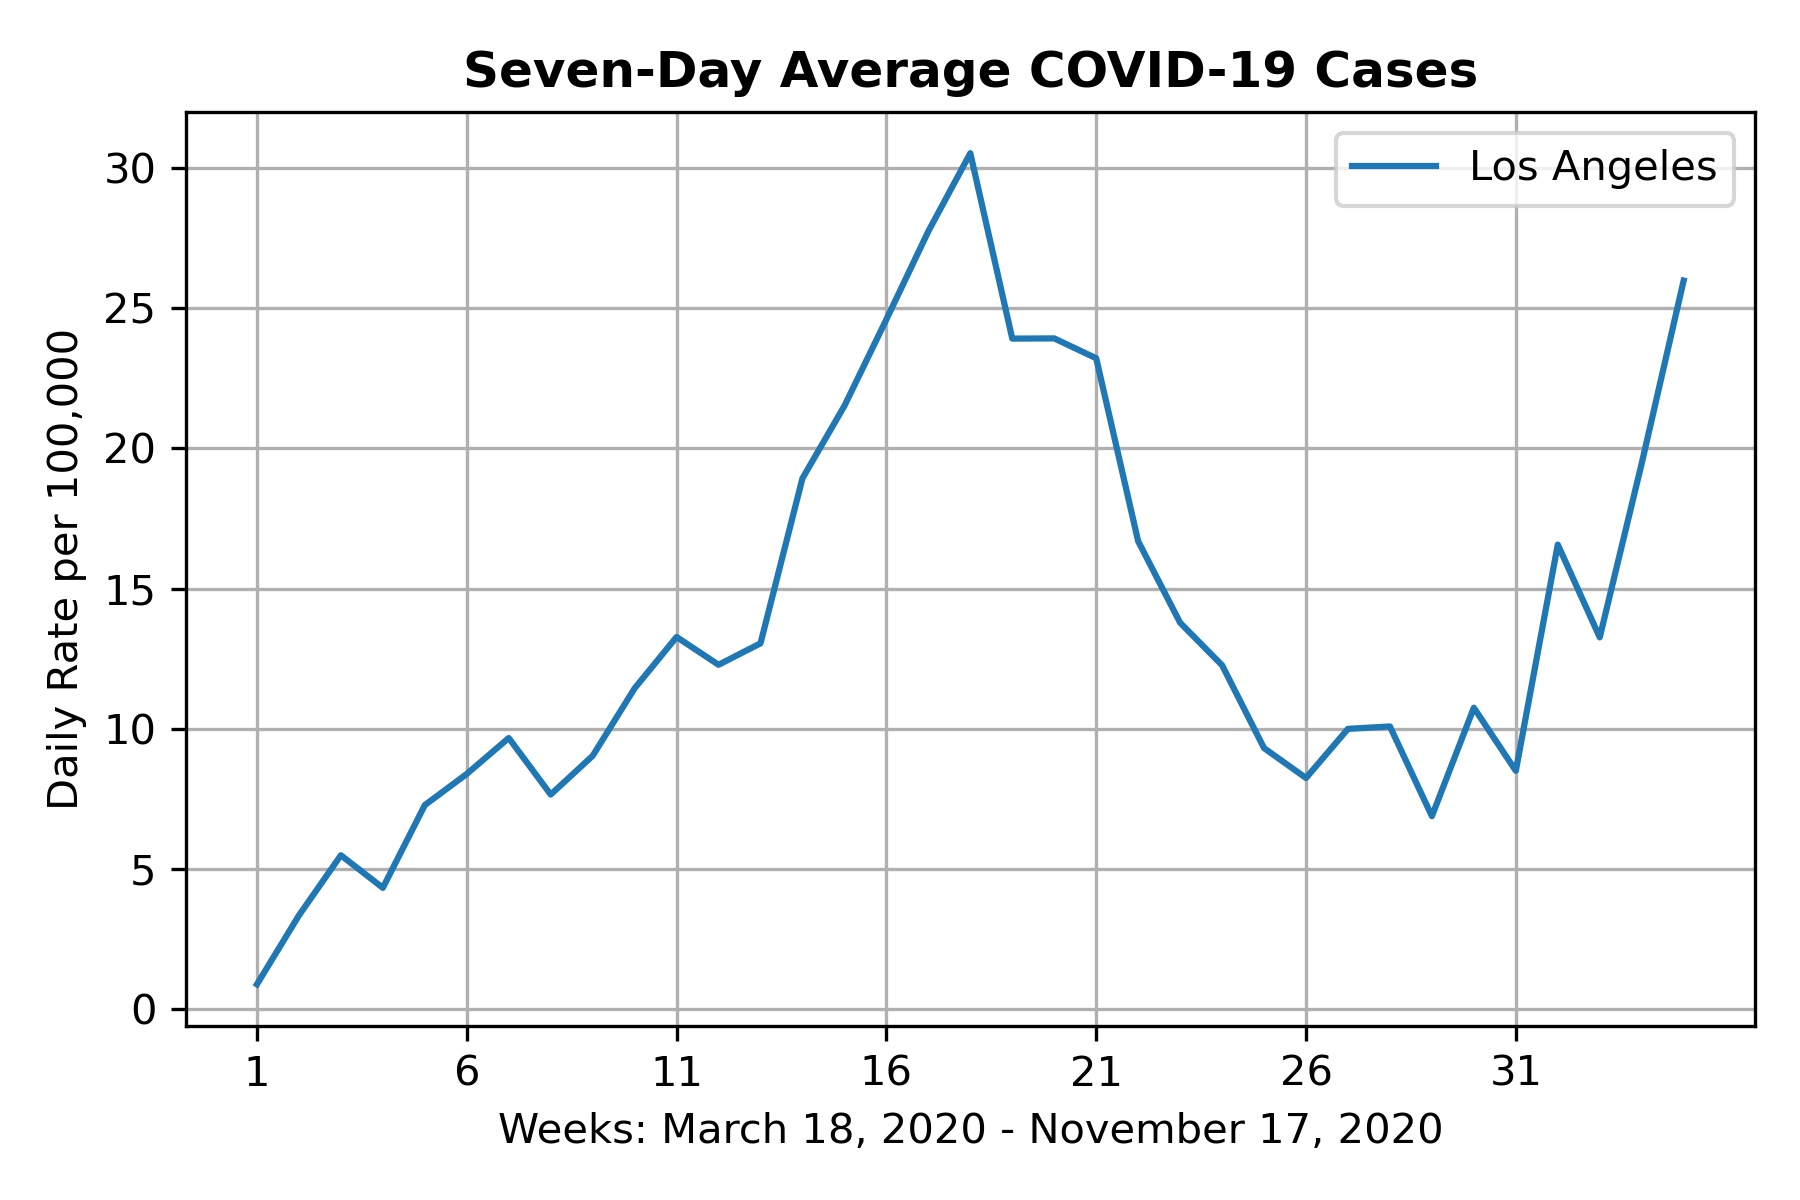 Seven-Day Average COVID-19 Cases
Los Angeles
Daily Rate per 100,000
30
25
20
15
10
5
0
1 6 11 16 21 26 31
Weeks: March 18, 2020 - November 17, 2020